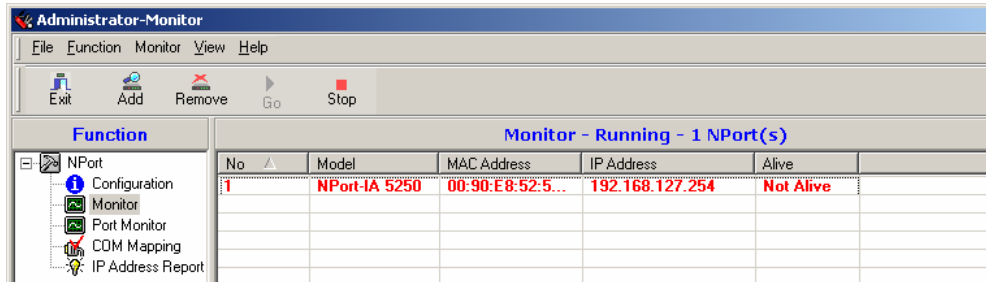 Administrator-Monitor
File Function Monitor View Help
Exit Add Remove Go Stop
Function
Monitor - Running - 1 NPort(s)
NPort
Configuration
Monitor
Port Monitor
COM Mapping
IP Address Report
No Model MAC Address IP Address Alive
1 NPort-IA 5250 00:90:E8:52:5... 192.168.127.254 Not Alive